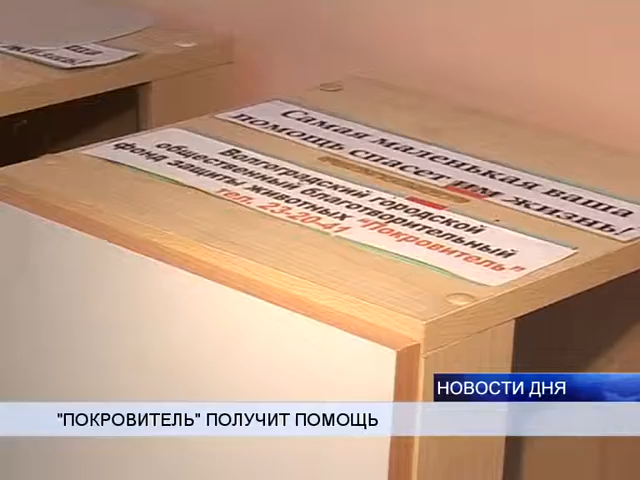 Самая маленькая ваша
помощь спасет им жизнь!
Волгоградский городской
общественный благотворительный
фонд защиты животных "Покровитель"
тел. 23-20-41
НОВОСТИ ДНЯ
"ПОКРОВИТЕЛЬ" ПОЛУЧИТ ПОМОЩЬ